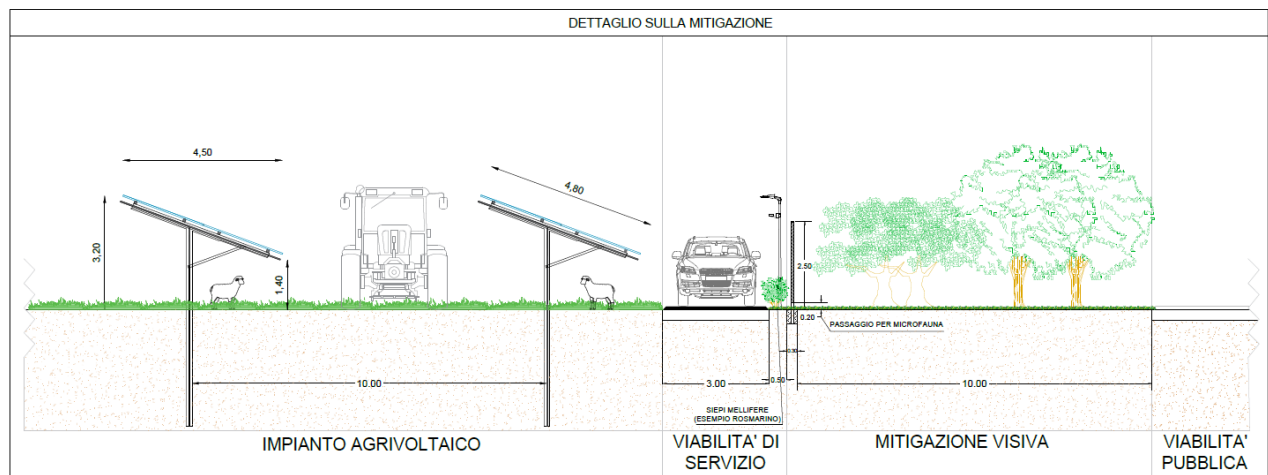 DETTAGLIO SULLA MITIGAZIONE
4,50
4,80
3,20
1,40
2.50
0.20
PASSAGGIO PER MICROFAUNA
0.30
10.00
3.00
0.50
10.00
SIEPI MELLIFERE
(ESEMPIO ROSMARINO)
IMPIANTO AGRIVOLTAICO
VIABILITA' DI
SERVIZIO
MITIGAZIONE VISIVA
VIABILITA'
PUBBLICA